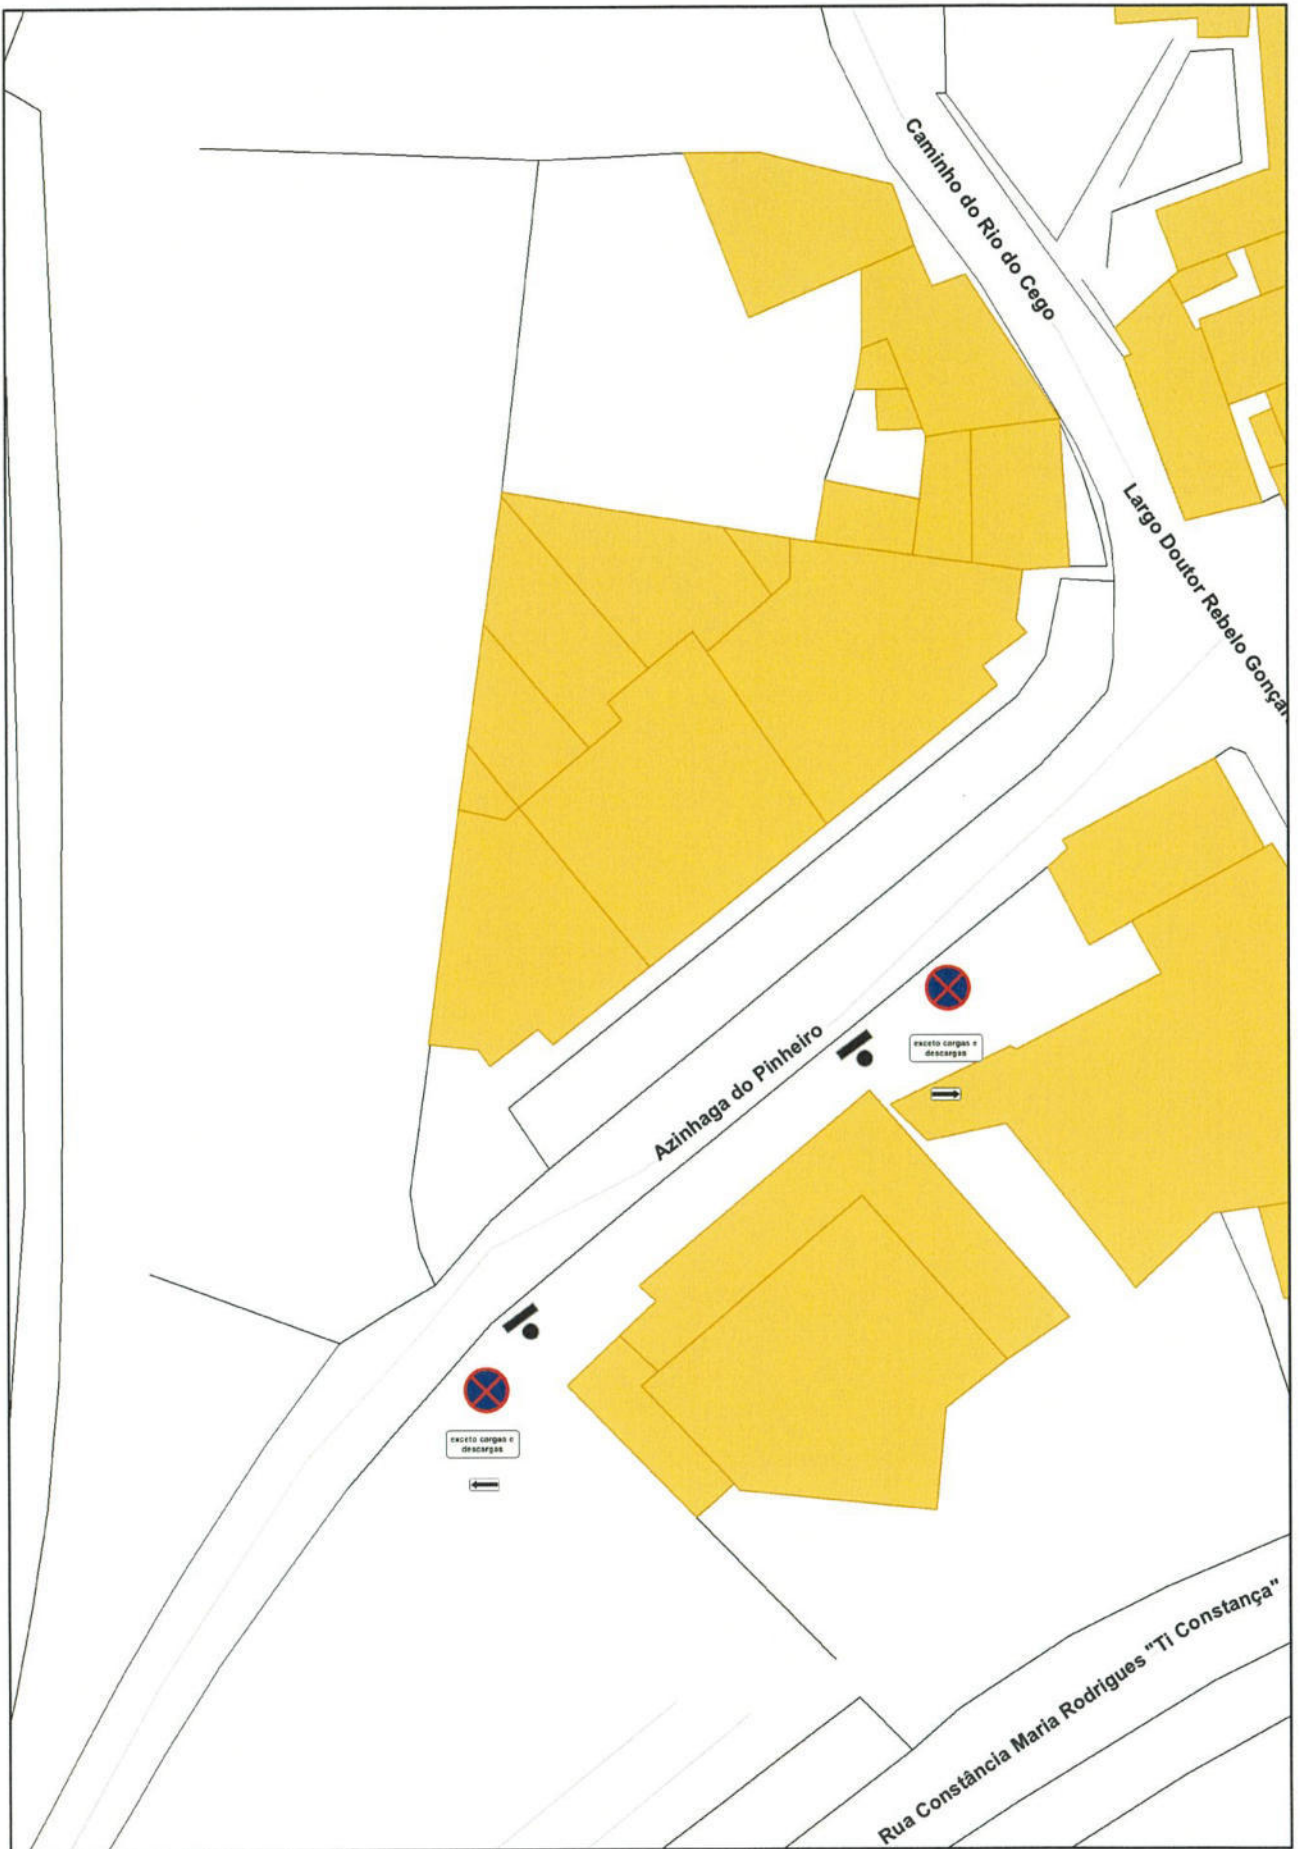 Caminho do Rio do Cego
Largo Doutor Rebelo Gonçal
Azinhaga do Pinheiro
exceto cargas e
descargas
exceto cargas e
descargas
Rua Constância Maria Rodrigues "Ti Constança"